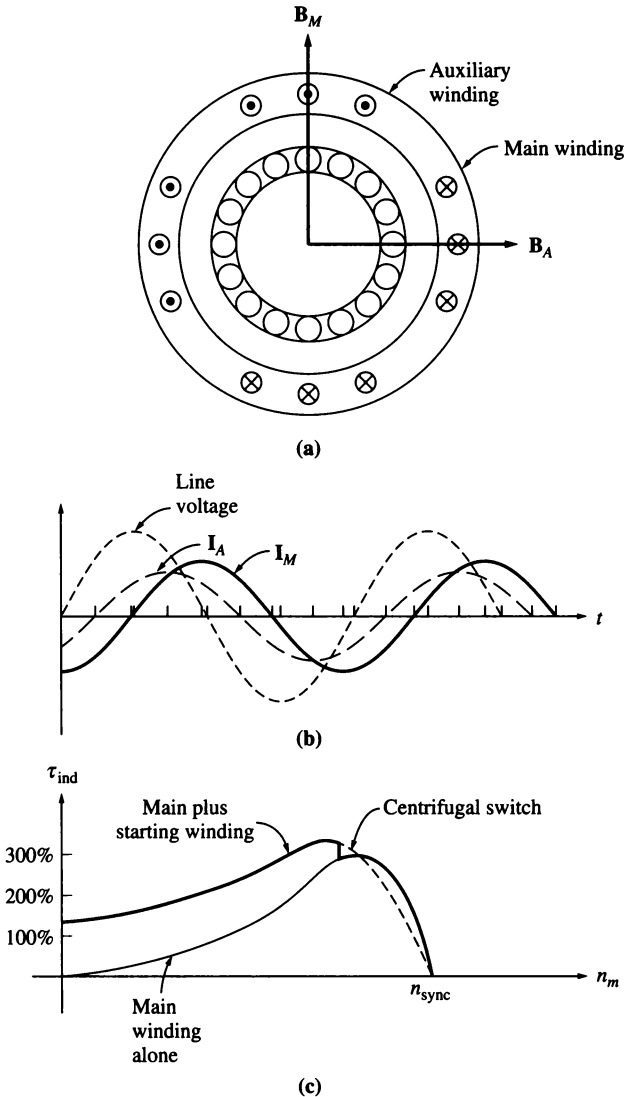 B_M
Auxiliary
winding
Main winding
B_A
(a)
Line
voltage
I_A
I_M
t
(b)
τ_ind
Main plus
starting winding
Centrifugal switch
300%
200%
100%
n_sync
n_m
Main
winding
alone
(c)